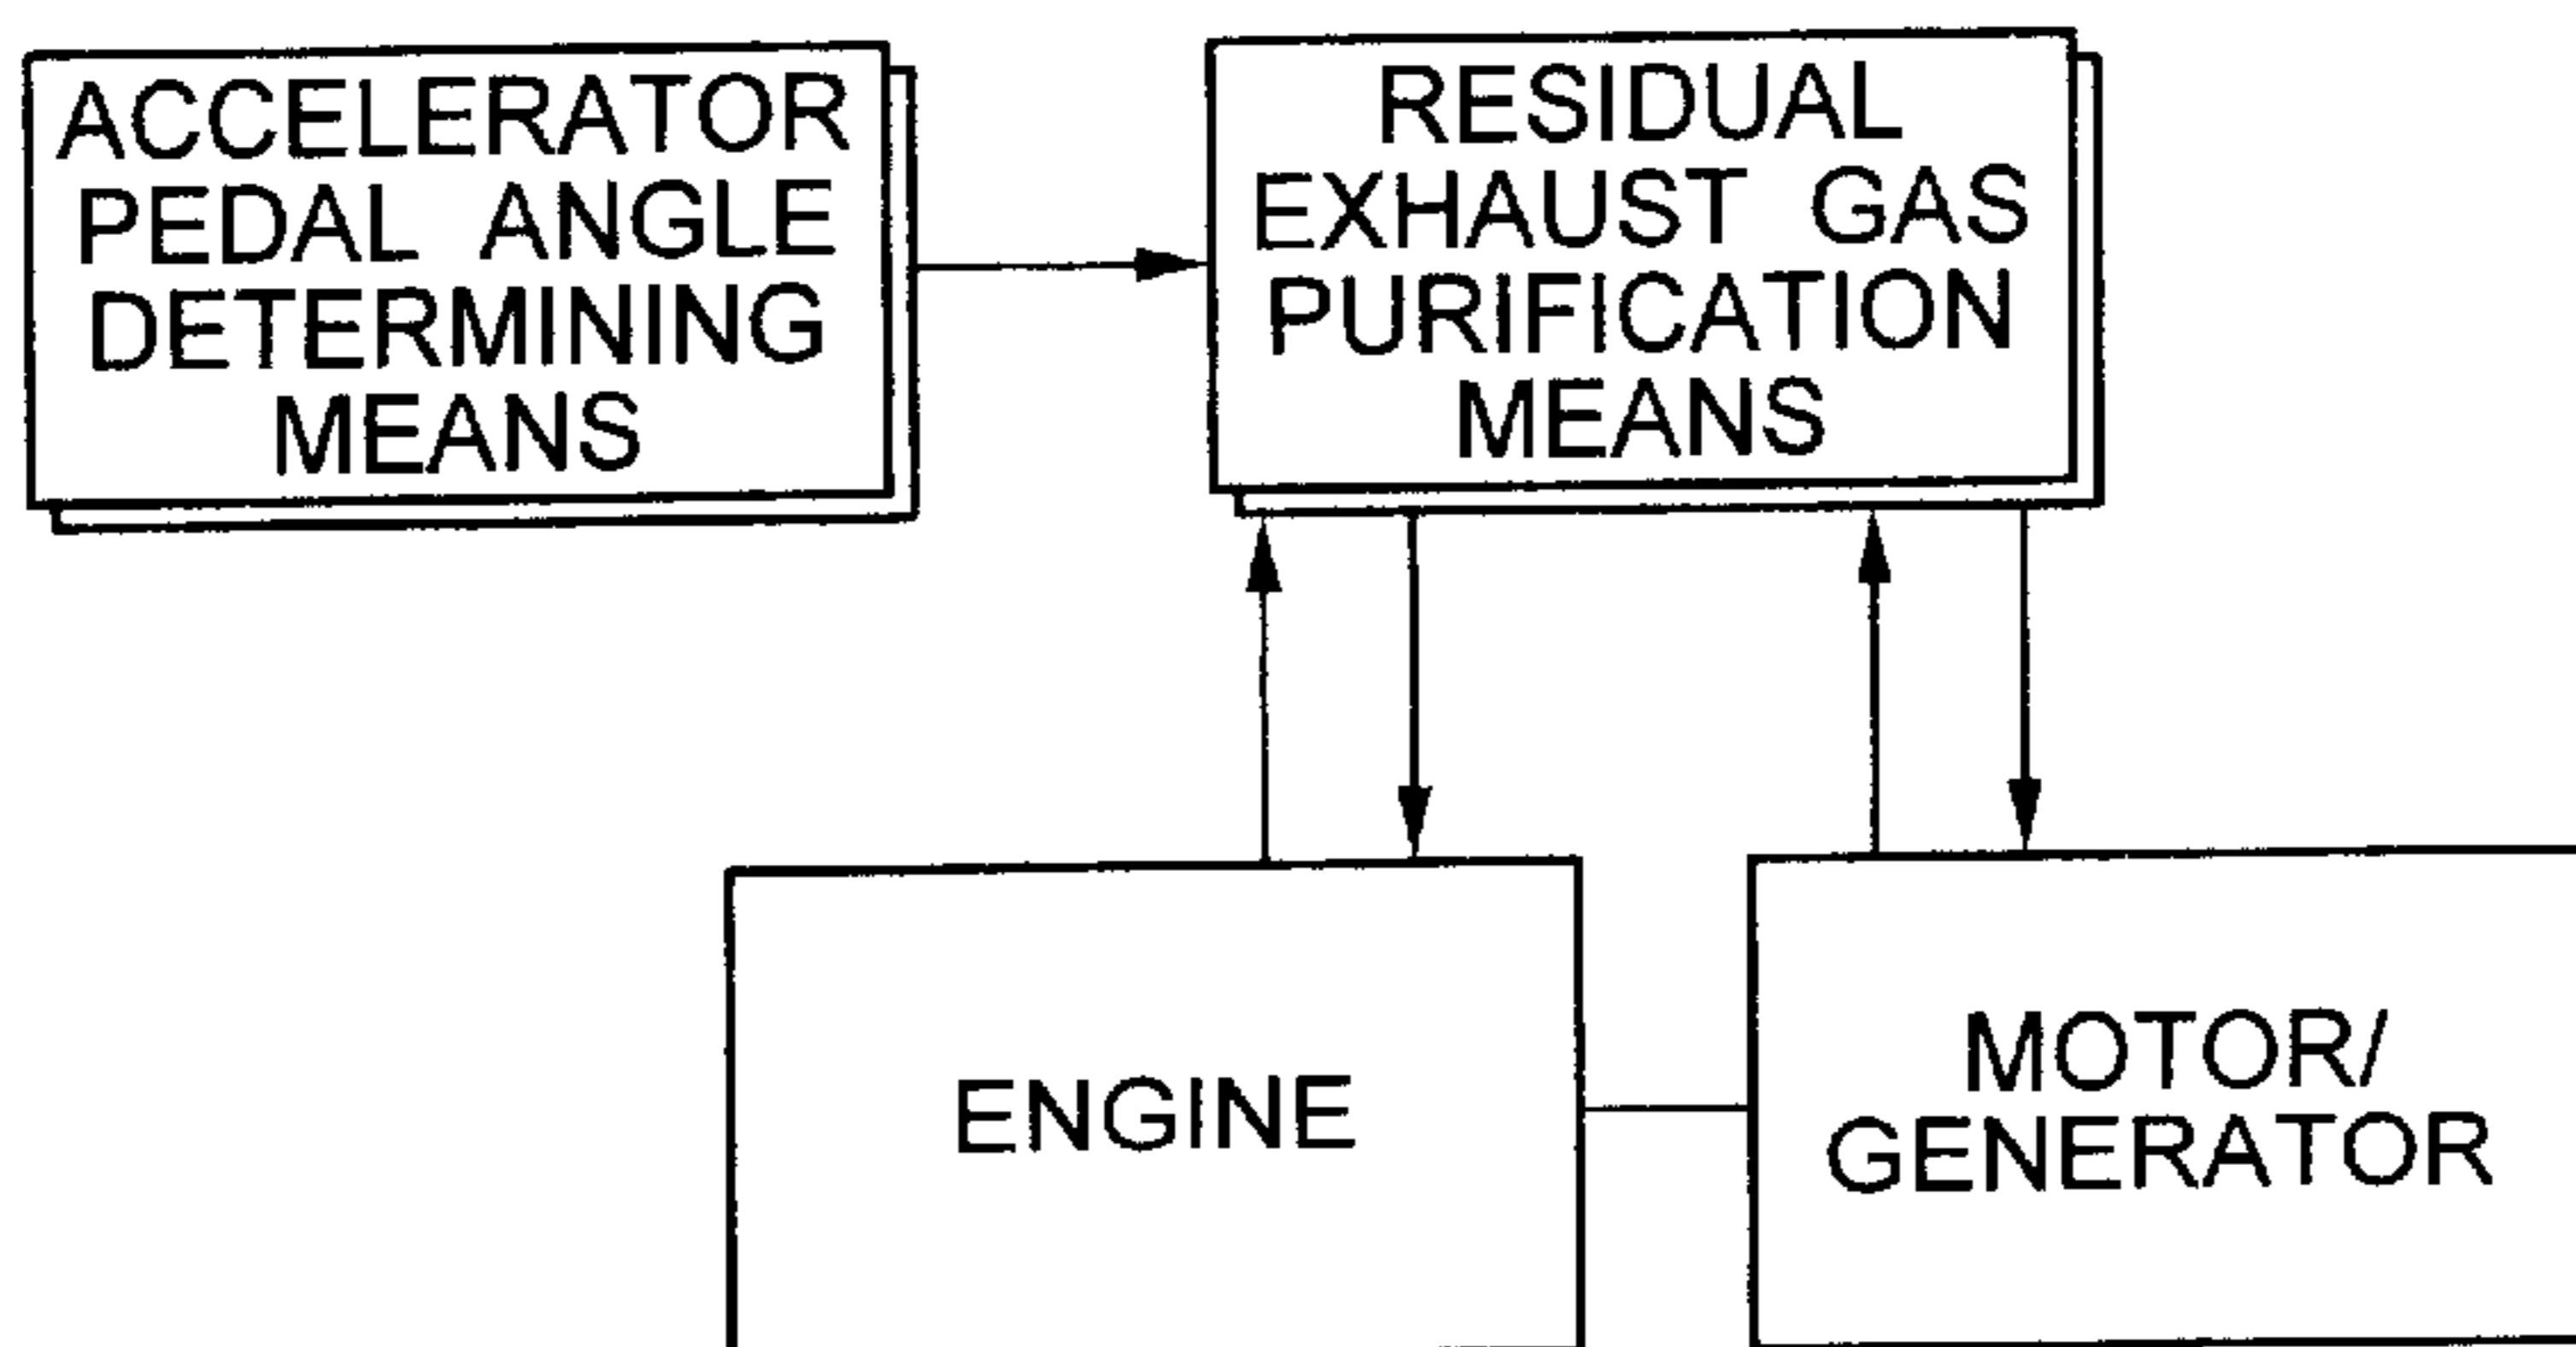 ACCELERATOR
PEDAL ANGLE
DETERMINING
MEANS
RESIDUAL
EXHAUST GAS
PURIFICATION
MEANS
ENGINE
MOTOR/
GENERATOR